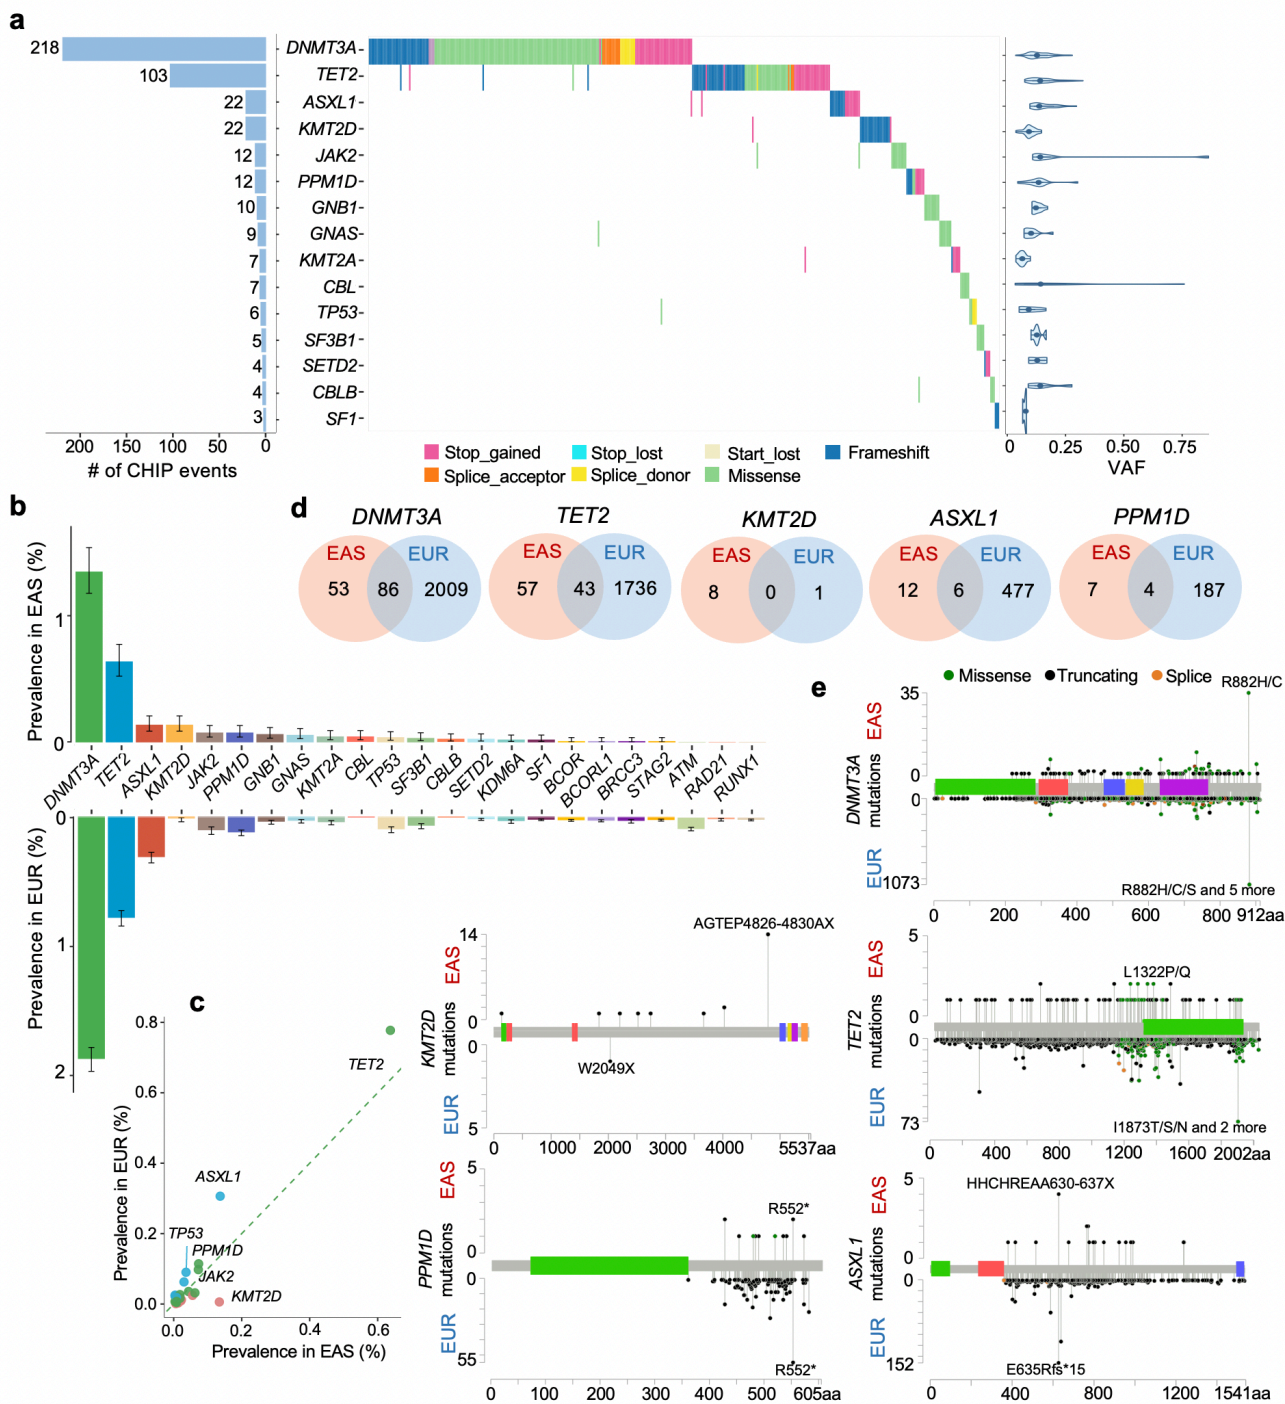 a
218
103
22
22
12
12
10
9
7
7
6
5
4
4
3
DNMT3A
TET2
ASXL1
KMT2D
JAK2
PPM1D
GNB1
GNAS
KMT2A
CBL
TP53
SF3B1
SETD2
CBLB
SF1
200 150 100 50 0
# of CHIP events
0 0.25 0.50 0.75
VAF
Stop_gained Stop_lost Start_lost Frameshift
Splice_acceptor Splice_donor Missense
b
Prevalence in EAS (%)
1
0
DNMT3A TET2 ASXL1 KMT2D JAK2 PPM1D GNB1 GNAS KMT2A CBL TP53 SF3B1 CBLB SETD2 KDM6A SF1 BCOR BCORL1 BRCC3 STAG2 ATM RAD21 RUNX1
Prevalence in EUR (%)
0
1
2
c
0.8
0.6
0.4
0.2
0.0
Prevalence in EUR (%)
TET2
ASXL1
TP53
PPM1D
JAK2
KMT2D
0.0 0.2 0.4 0.6
Prevalence in EAS (%)
d
DNMT3A TET2 KMT2D ASXL1 PPM1D
EAS EUR EAS EUR EAS EUR EAS EUR EAS EUR
53 86 2009 57 43 1736 8 0 1 12 6 477 7 4 187
e
Missense Truncating Splice
R882H/C
35
0
0
1073
EAS
DNMT3A
mutations
EUR
R882H/C/S and 5 more
0 200 400 600 800 912aa
AGTEP4826-4830AX
14
0
0
5
EAS
KMT2D
mutations
EUR
W2049X
0 1000 2000 3000 4000 5537aa
5
0
0
73
EAS
TET2
mutations
EUR
L1322P/Q
I1873T/S/N and 2 more
0 400 800 1200 1600 2002aa
5
0
0
55
EAS
PPM1D
mutations
EUR
R552*
R552*
0 100 200 300 400 500 605aa
HHCHREAA630-637X
5
0
0
152
EAS
ASXL1
mutations
EUR
E635Rfs*15
0 400 800 1200 1541aa